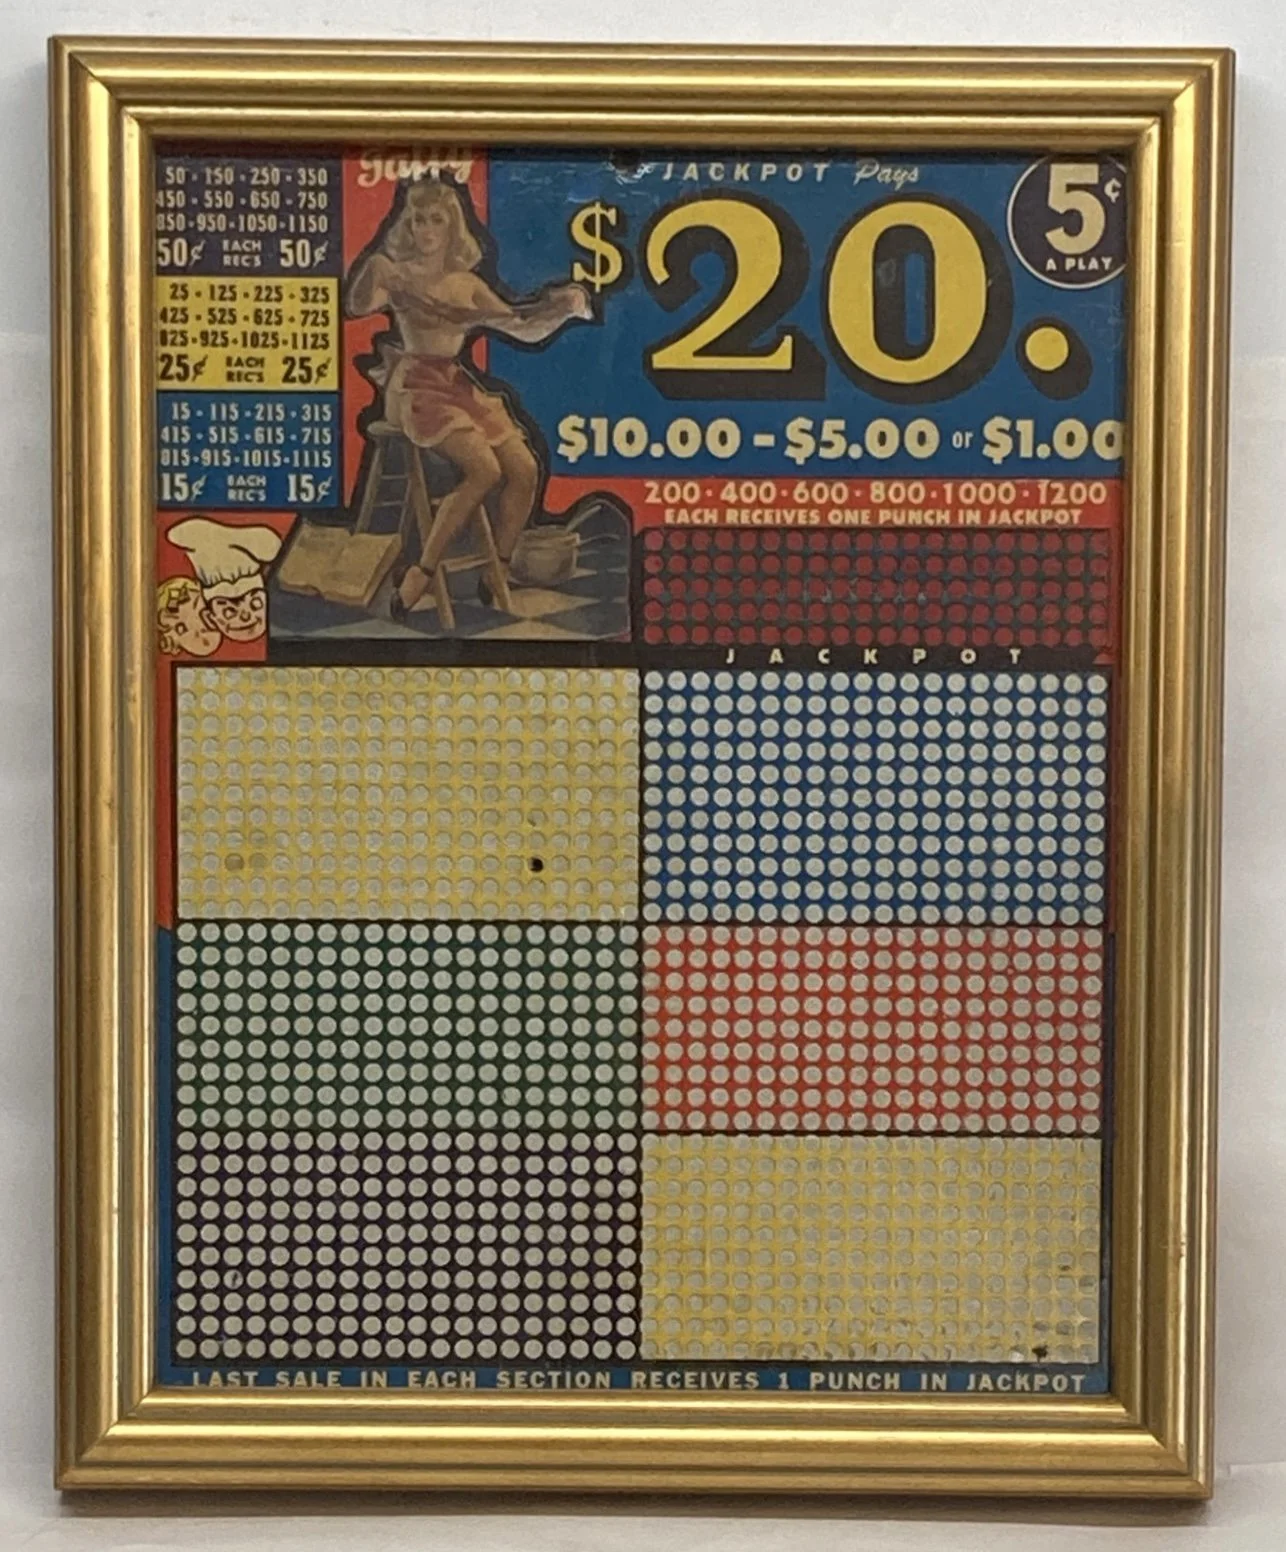 Taffy
50 · 150 · 250 · 350
450 · 550 · 650 · 750
850 · 950 · 1050 · 1150
50¢ EACH REC'S 50¢
25 · 125 · 225 · 325
425 · 525 · 625 · 725
825 · 925 · 1025 · 1125
25¢ EACH REC'S 25¢
15 · 115 · 215 · 315
415 · 515 · 615 · 715
815 · 915 · 1015 · 1115
15¢ EACH REC'S 15¢
JACKPOT Pays
$20.
5¢
A PLAY
$10.00 - $5.00 or $1.00
200 · 400 · 600 · 800 · 1000 · 1200
EACH RECEIVES ONE PUNCH IN JACKPOT
JACKPOT
LAST SALE IN EACH SECTION RECEIVES 1 PUNCH IN JACKPOT